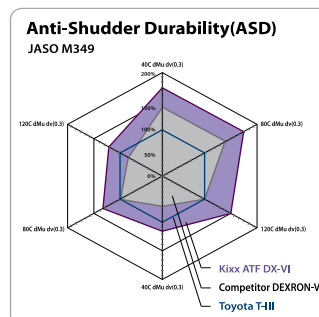 Anti-Shudder Durability(ASD)
JASO M349
40C dMu dv(0.3)
200%
120C dMu dv(0.3)
80C dMu dv(0.3)
150%
100%
50%
0%
80C dMu dv(0.3)
120C dMu dv(0.3)
Kixx ATF DX-VI
Competitor DEXRON-V
40C dMu dv(0.3)
Toyota T-III